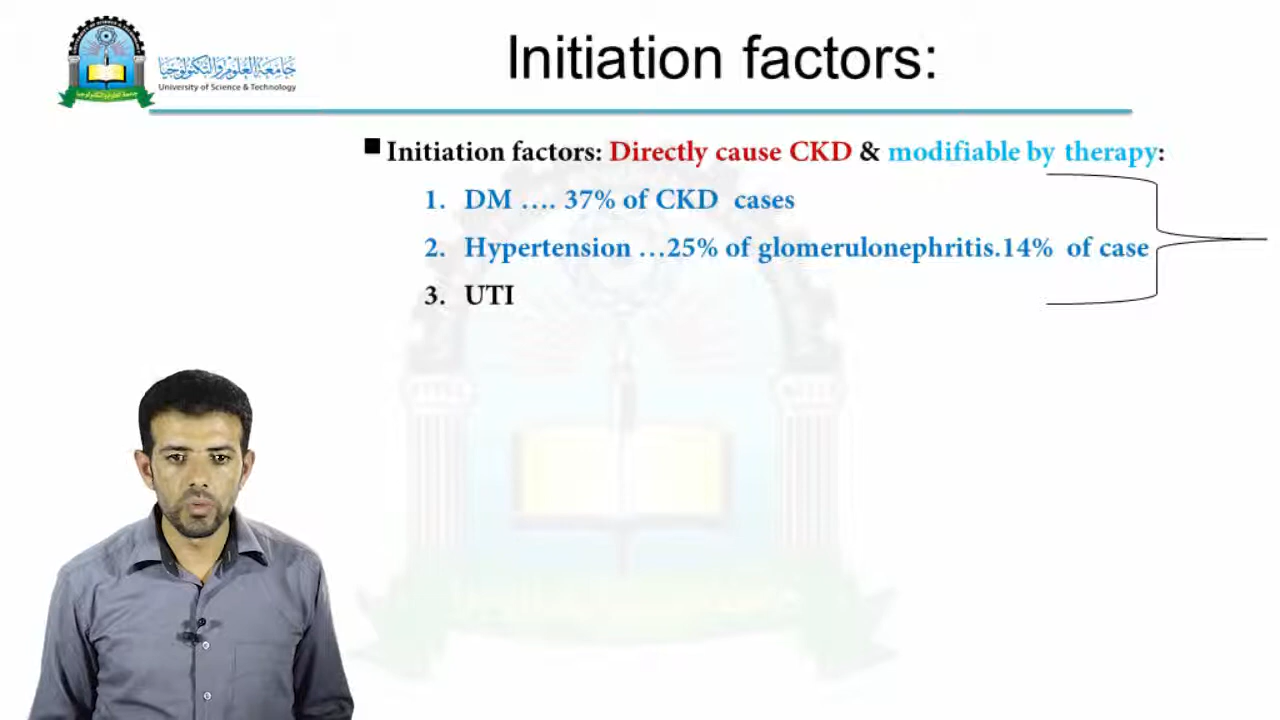 جامعة العلوم والتكنولوجيا
University of Science & Technology
Initiation factors:
Initiation factors: Directly cause CKD & modifiable by therapy:
1. DM …. 37% of CKD cases
2. Hypertension …25% of glomerulonephritis.14% of case
3. UTI